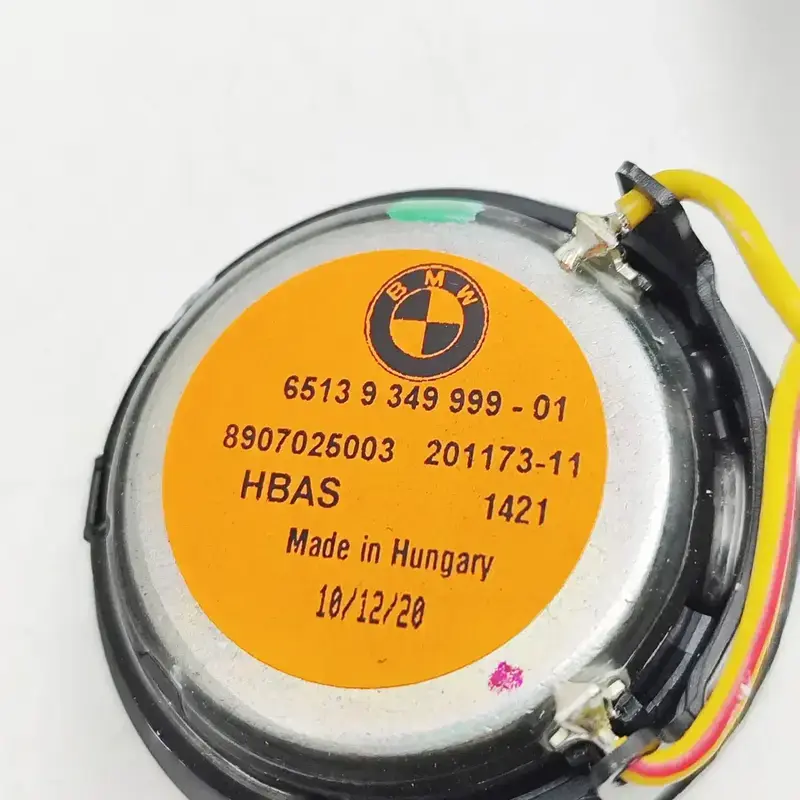 BMW
6513 9 349 999 - 01
8907025003 201173-11
HBAS 1421
Made in Hungary
10/12/20